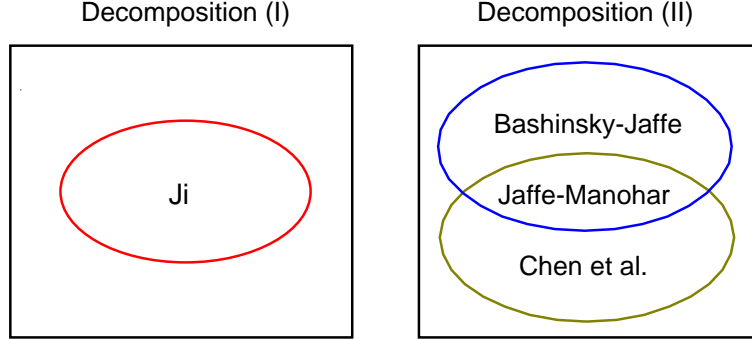 Decomposition (I)
Decomposition (II)
Ji
Bashinsky-Jaffe
Jaffe-Manohar
Chen et al.